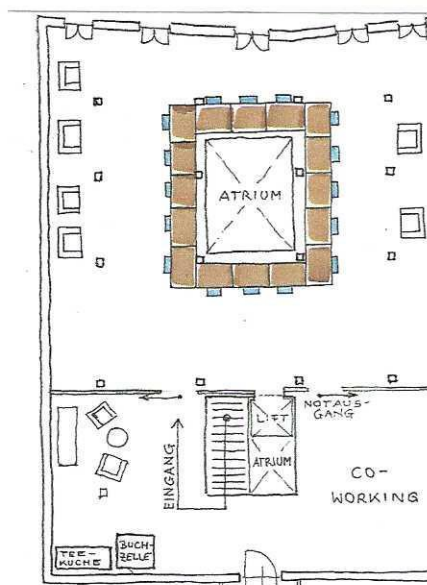 ATRIUM
NOTAUS-
GANG
LIFT
ATRIUM
EINGANG
CO-
WORKING
TEE-
KÜCHE
BUCH-
ZELLE